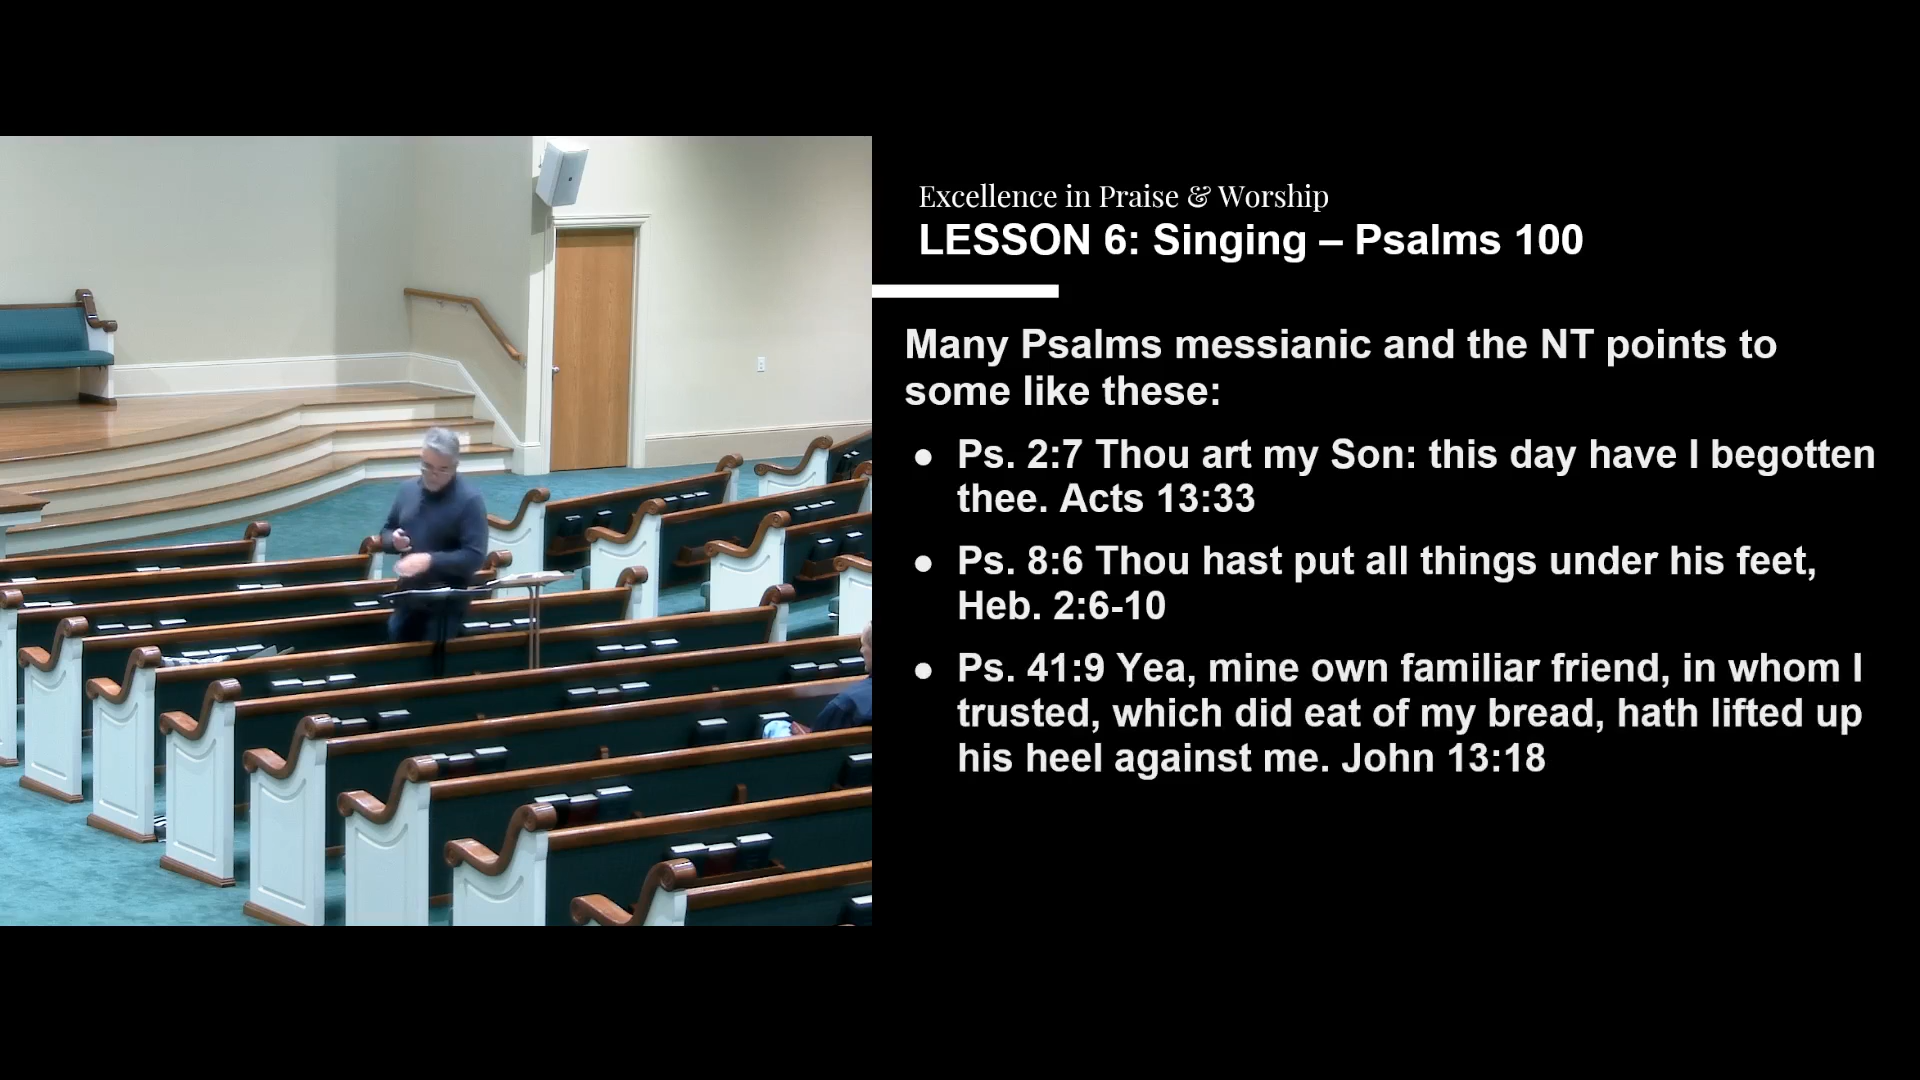 Excellence in Praise & Worship
LESSON 6: Singing – Psalms 100
Many Psalms messianic and the NT points to
some like these:
● Ps. 2:7 Thou art my Son: this day have I begotten
thee. Acts 13:33
● Ps. 8:6 Thou hast put all things under his feet,
Heb. 2:6-10
● Ps. 41:9 Yea, mine own familiar friend, in whom I
trusted, which did eat of my bread, hath lifted up
his heel against me. John 13:18